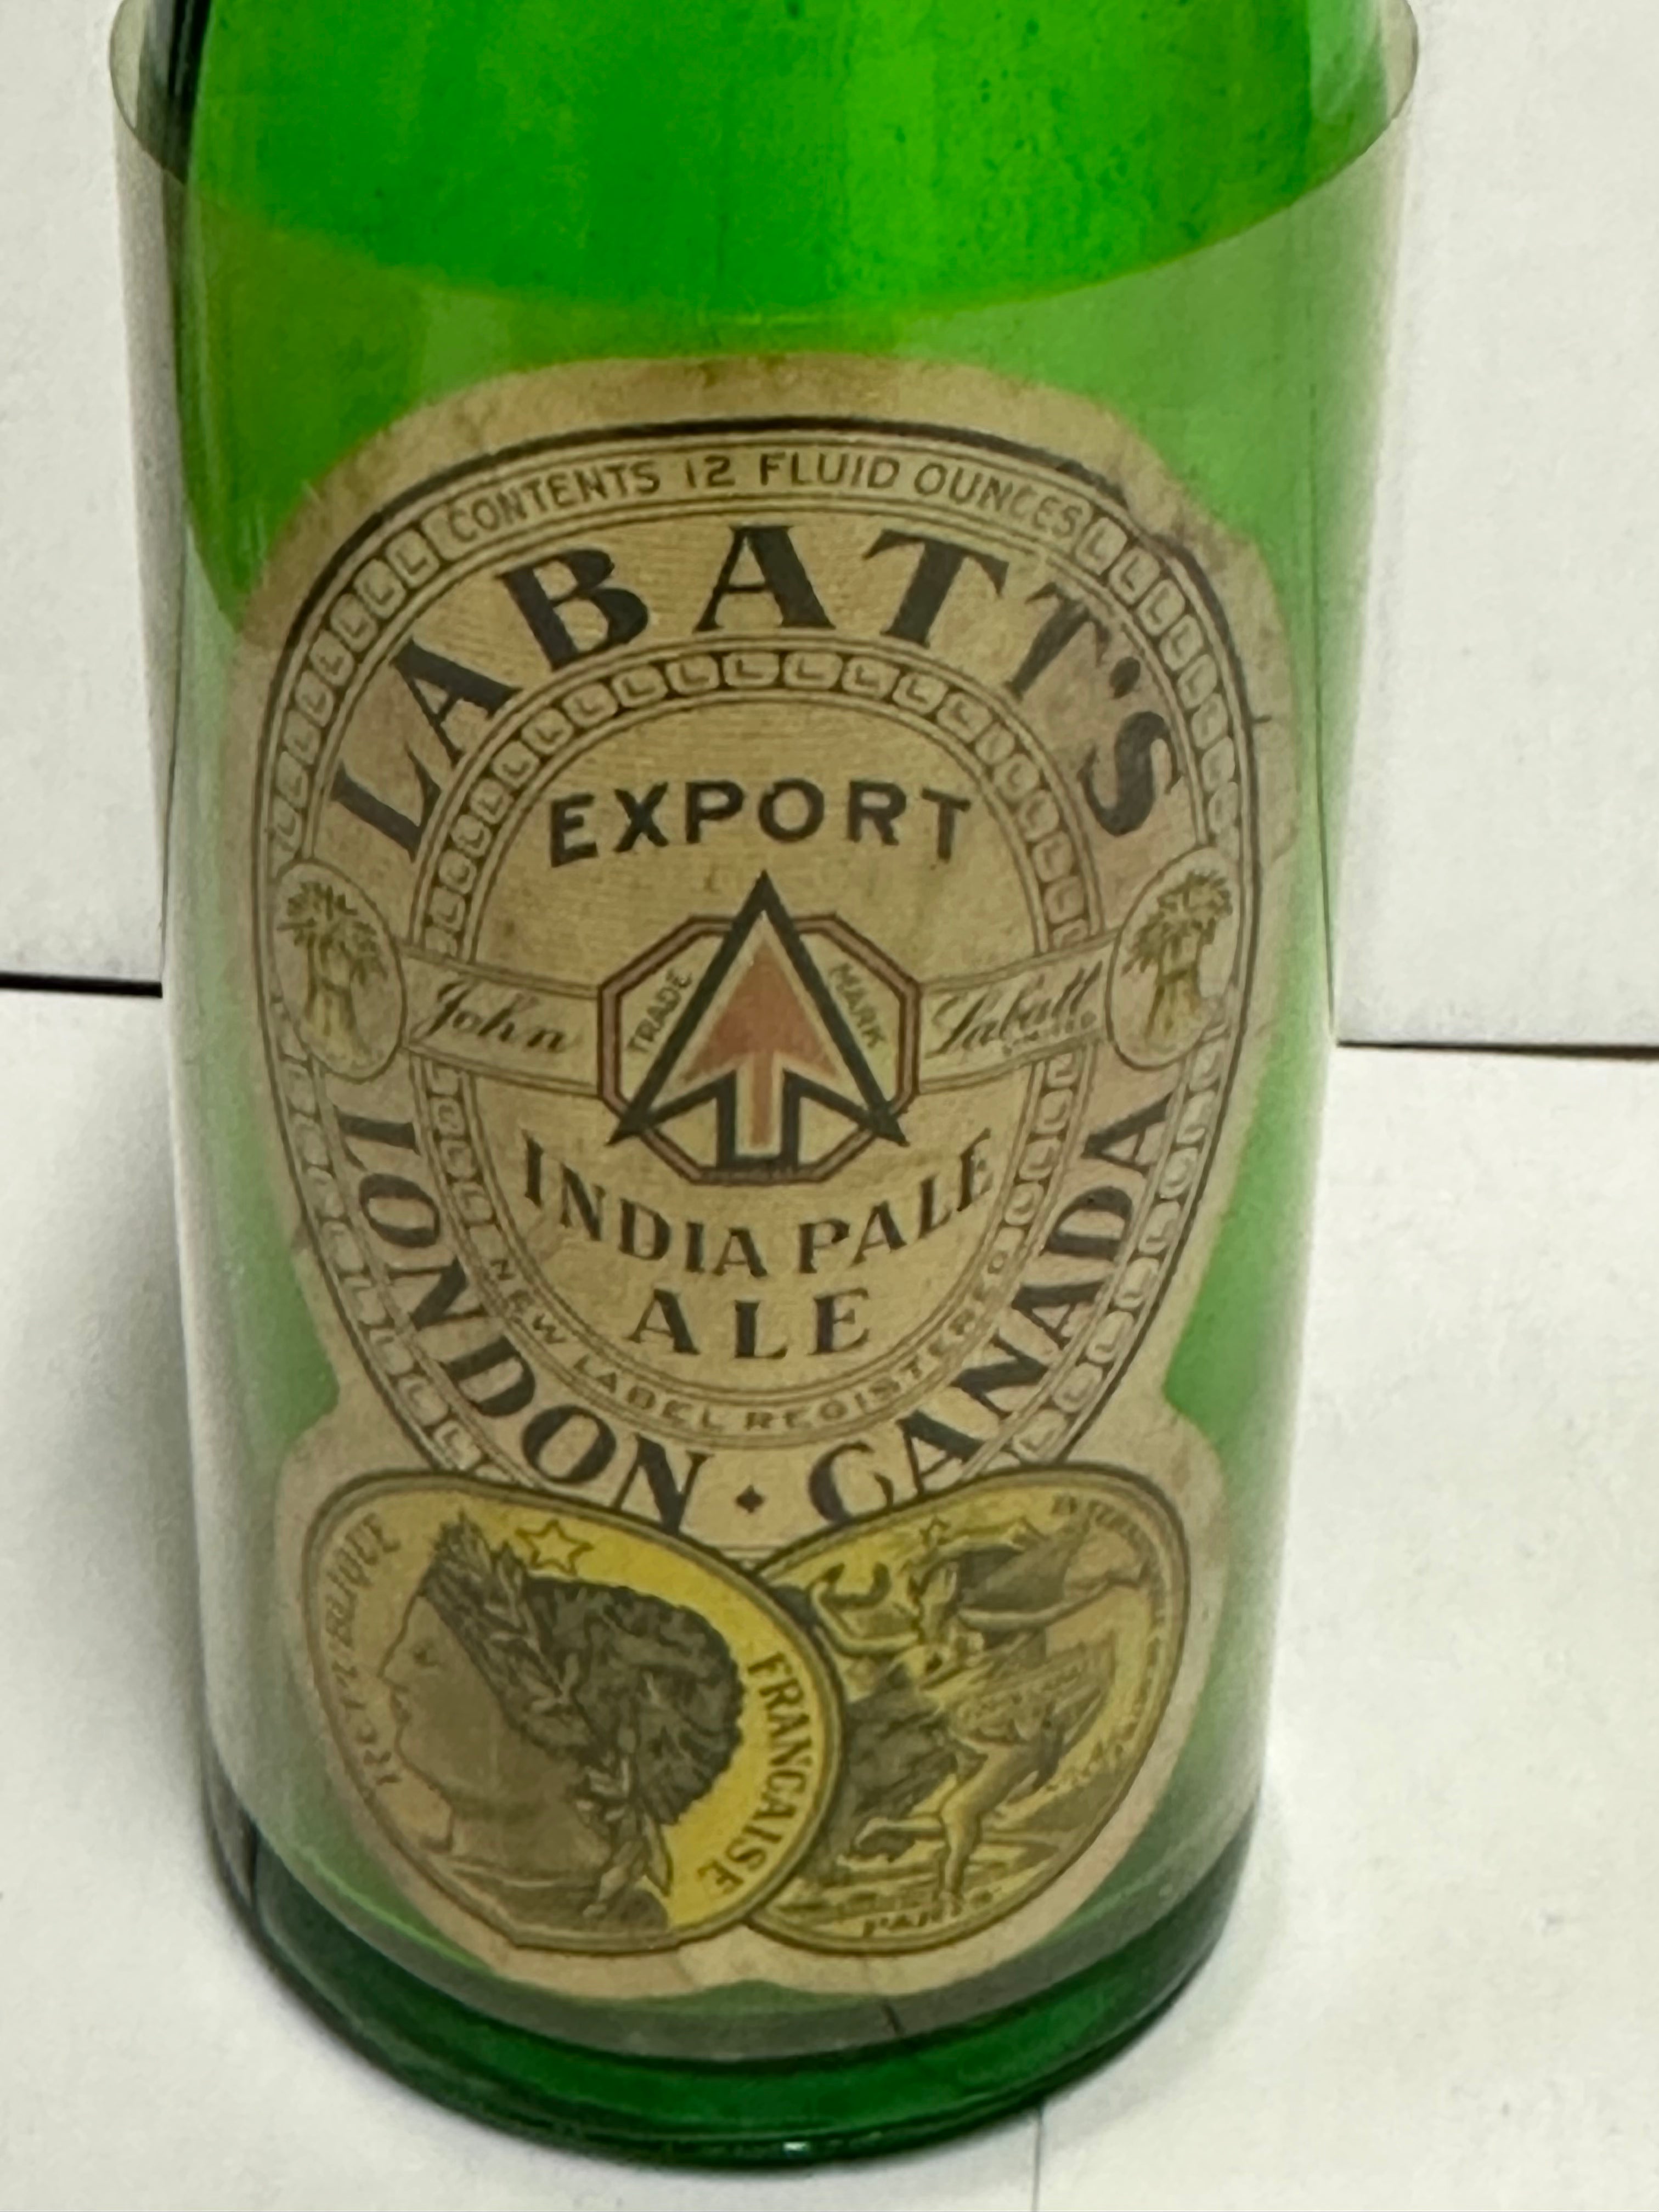 CONTENTS 12 FLUID OUNCES
LABATT'S
EXPORT
TRADE MARK
John Labatt
INDIA PALE
ALE
NEW LABEL REGISTERED
LONDON · CANADA
FRANCAISE
PARIS